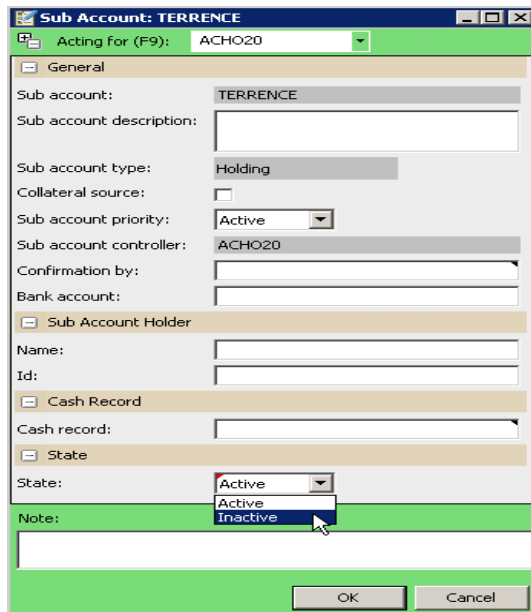 Sub Account: TERRENCE
Acting for (F9): ACHO20
General
Sub account: TERRENCE
Sub account description:
Sub account type: Holding
Collateral source:
Sub account priority: Active
Sub account controller: ACHO20
Confirmation by:
Bank account:
Sub Account Holder
Name:
Id:
Cash Record
Cash record:
State
State: Active
Active
Inactive
Note:
OK Cancel